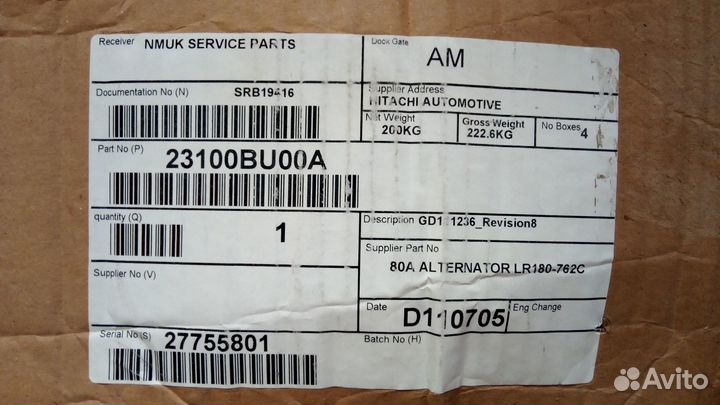 Receiver NMUK SERVICE PARTS
Dock Gate AM
Documentation No (N) SRB19416
Supplier Address
HITACHI AUTOMOTIVE
Net Weight 200KG
Gross Weight 222.6KG
No Boxes 4
Part No (P) 23100BU00A
quantity (Q) 1
Description GD111236_Revision8
Supplier Part No
80A ALTERNATOR LR180-762C
Supplier No (V)
Date D110705
Eng Change
Serial No (S) 27755801
Batch No (H)
Avito